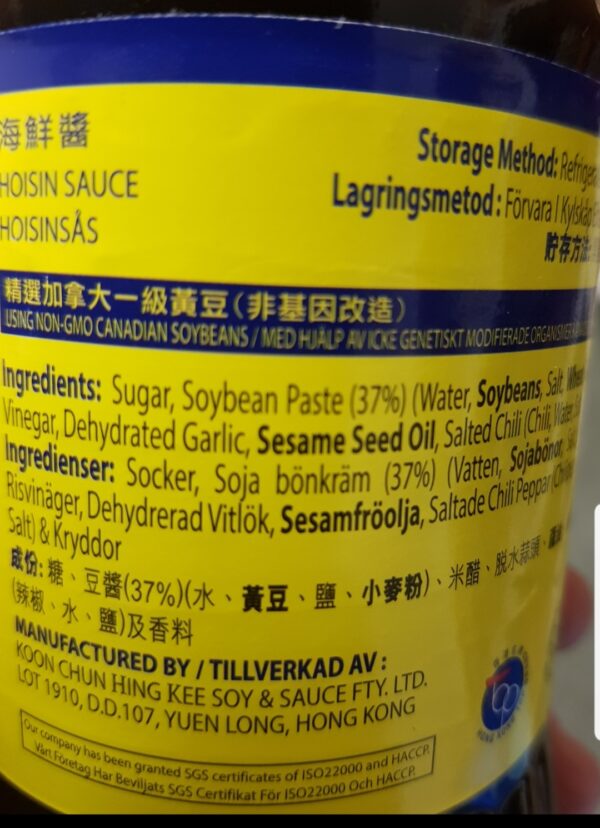 海鮮醬
HOISIN SAUCE
HOISINSÅS
Storage Method:
Lagringsmetod: Förvara I Kylskåp
貯存方法:
精選加拿大一級黃豆(非基因改造)
USING NON-GMO CANADIAN SOYBEANS / MED HJÄLP AV ICKE GENETISKT MODIFIERADE
Ingredients: Sugar, Soybean Paste (37%) (Water, Soybeans, Salt,
Vinegar, Dehydrated Garlic, Sesame Seed Oil, Salted Chili (Chili, Water,
Ingredienser: Socker, Soja bönkräm (37%) (Vatten, Sojabönor,
Risvinäger, Dehydrerad Vitlök, Sesamfröolja, Saltade Chili Peppar
Salt) & Kryddor
成份:糖、豆醬(37%)(水、黃豆、鹽、小麥粉)、米醋、脫水蒜頭、
(辣椒、水、鹽)及香料
MANUFACTURED BY / TILLVERKAD AV :
KOON CHUN HING KEE SOY & SAUCE FTY. LTD.
LOT 1910, D.D.107, YUEN LONG, HONG KONG
Our company has been granted SGS certificates of ISO22000 and HACCP.
Vårt Företag Har Beviljats SGS Certifikat För ISO22000 Och HACCP.